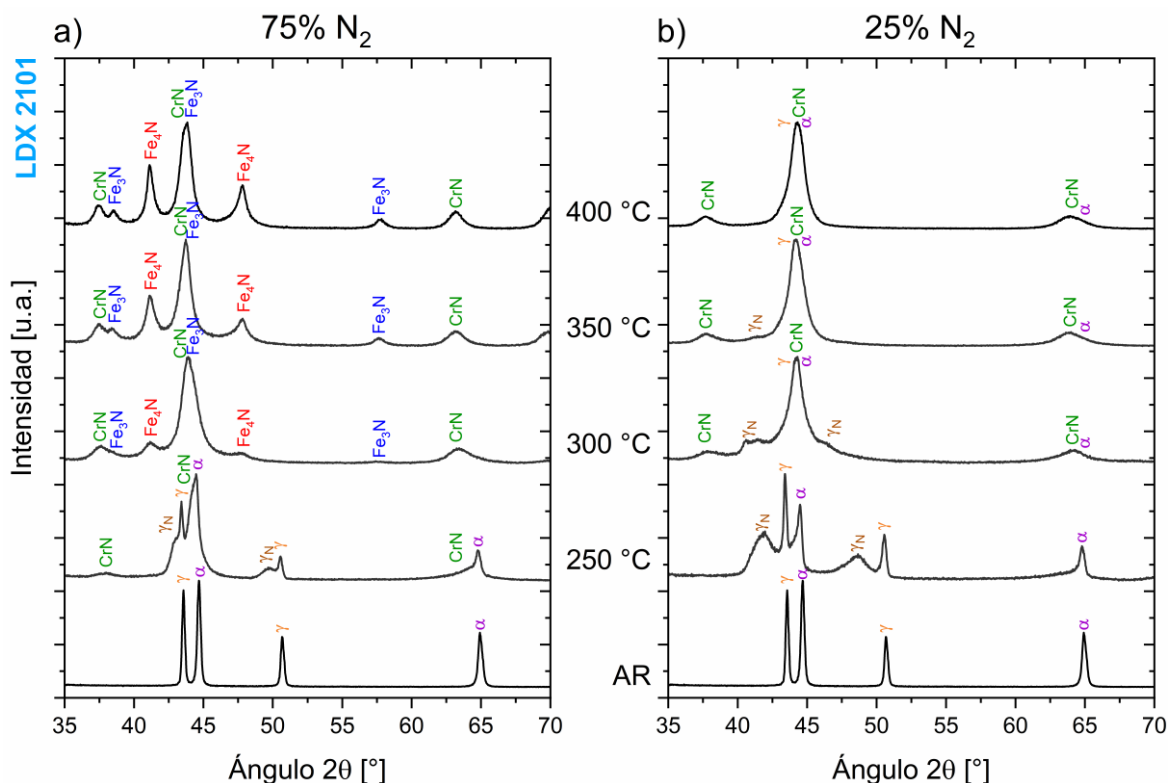 a)
75% N₂
b)
25% N₂
LDX 2101
Intensidad [u.a.]
CrN
Fe₃N
Fe₄N
CrN
Fe₃N
Fe₄N
Fe₃N
CrN
400 °C
CrN
γ
CrN
α
CrN
α
CrN
Fe₃N
Fe₄N
CrN
Fe₃N
Fe₄N
Fe₃N
CrN
350 °C
CrN
γN
γ
CrN
α
CrN
α
CrN
Fe₃N
Fe₄N
CrN
Fe₃N
Fe₄N
Fe₃N
CrN
300 °C
CrN
γN
γ
CrN
α
γN
CrN
α
CrN
γN
γ
CrN
α
γN
γ
CrN
α
250 °C
γN
γ
α
γN
γ
α
γ
α
γ
α
AR
γ
α
γ
α
35 40 45 50 55 60 65 70
35 40 45 50 55 60 65 70
Ángulo 2θ [°]
Ángulo 2θ [°]